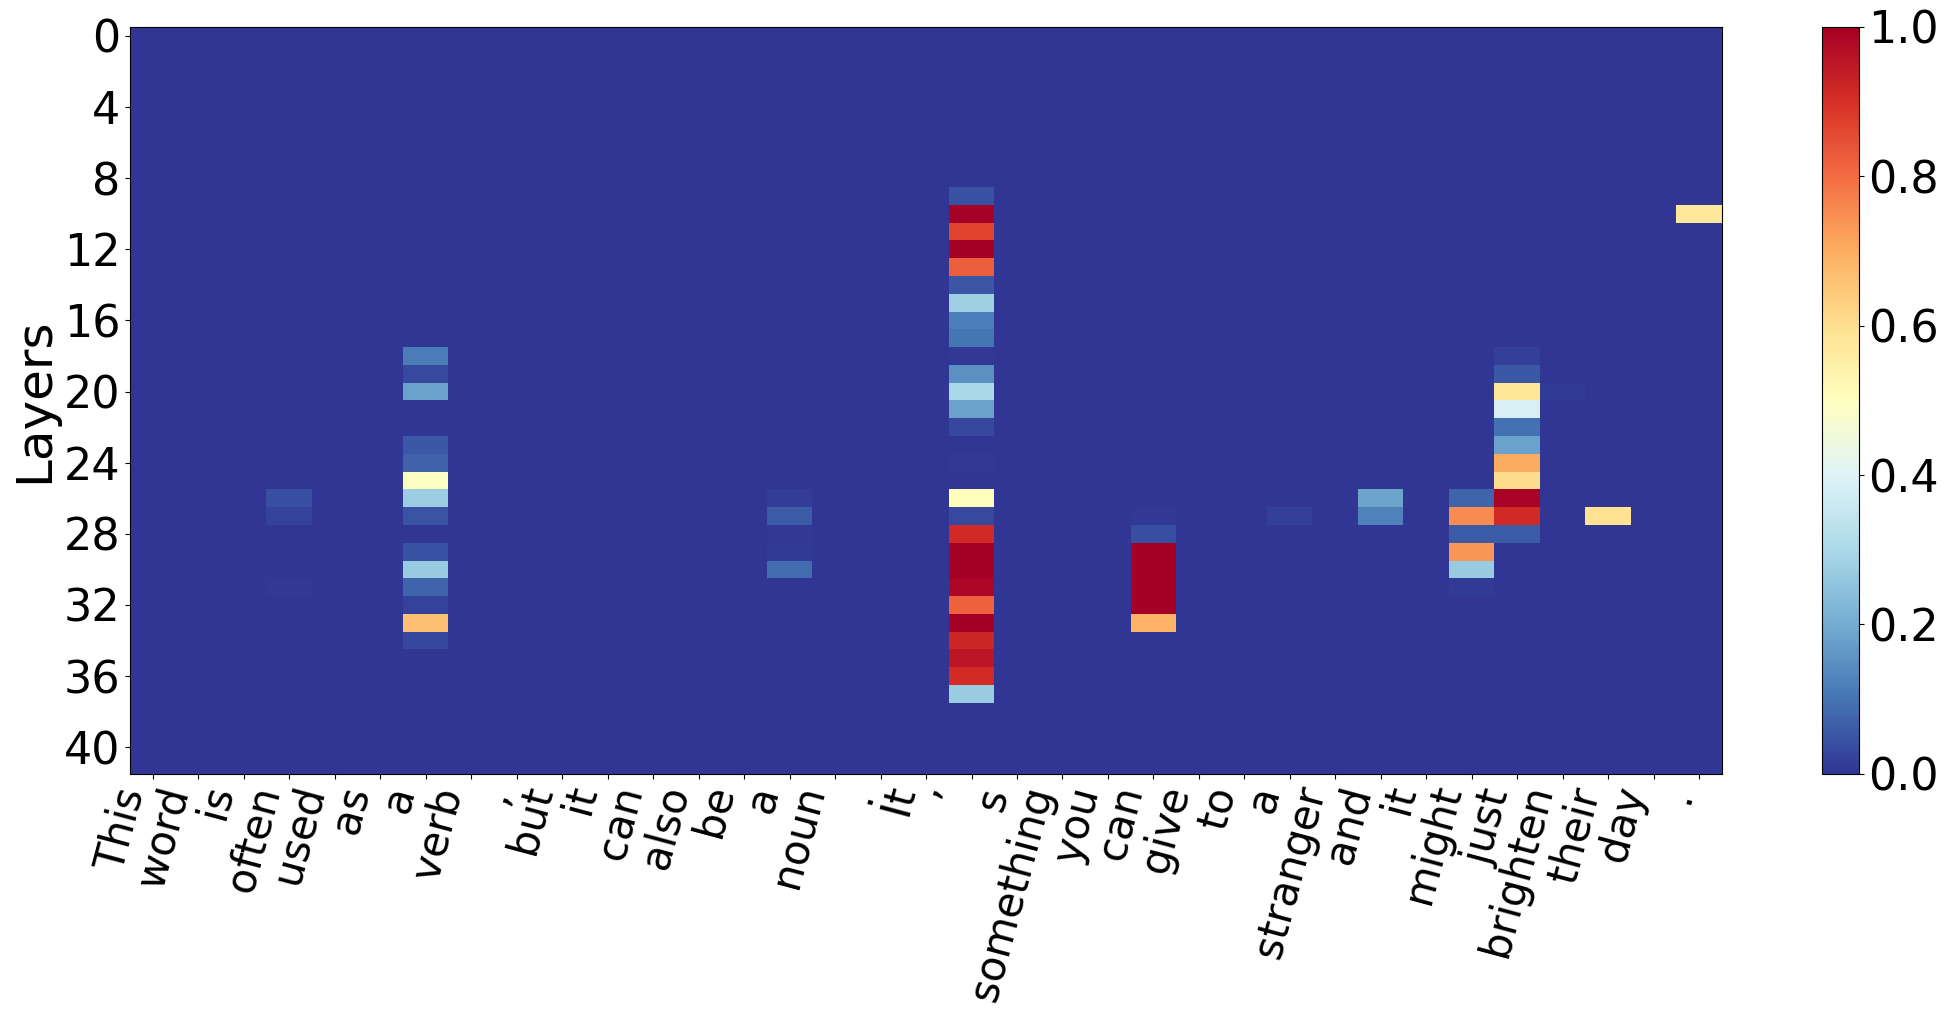 0
4
8
12
16
20
24
28
32
36
40
Layers
This
word
is
often
used
as
a
verb
,
but
it
can
also
be
a
noun
It
’
s
something
you
can
give
to
a
stranger
and
it
might
just
brighten
their
day
.
1.0
0.8
0.6
0.4
0.2
0.0